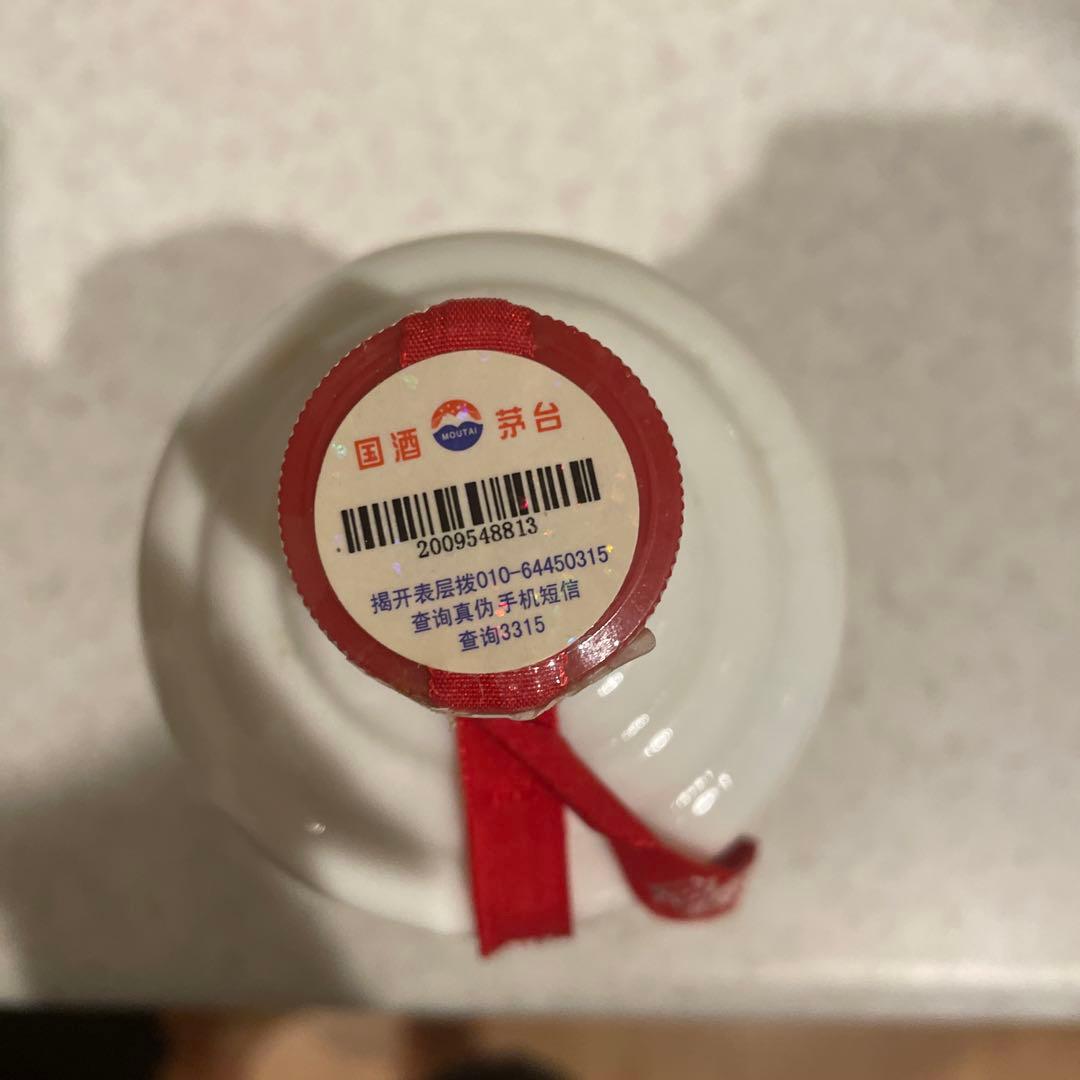 国酒 MOUTAI 茅台
2009548813
揭开表层拨010-64450315
查询真伪 手机短信
查询3315